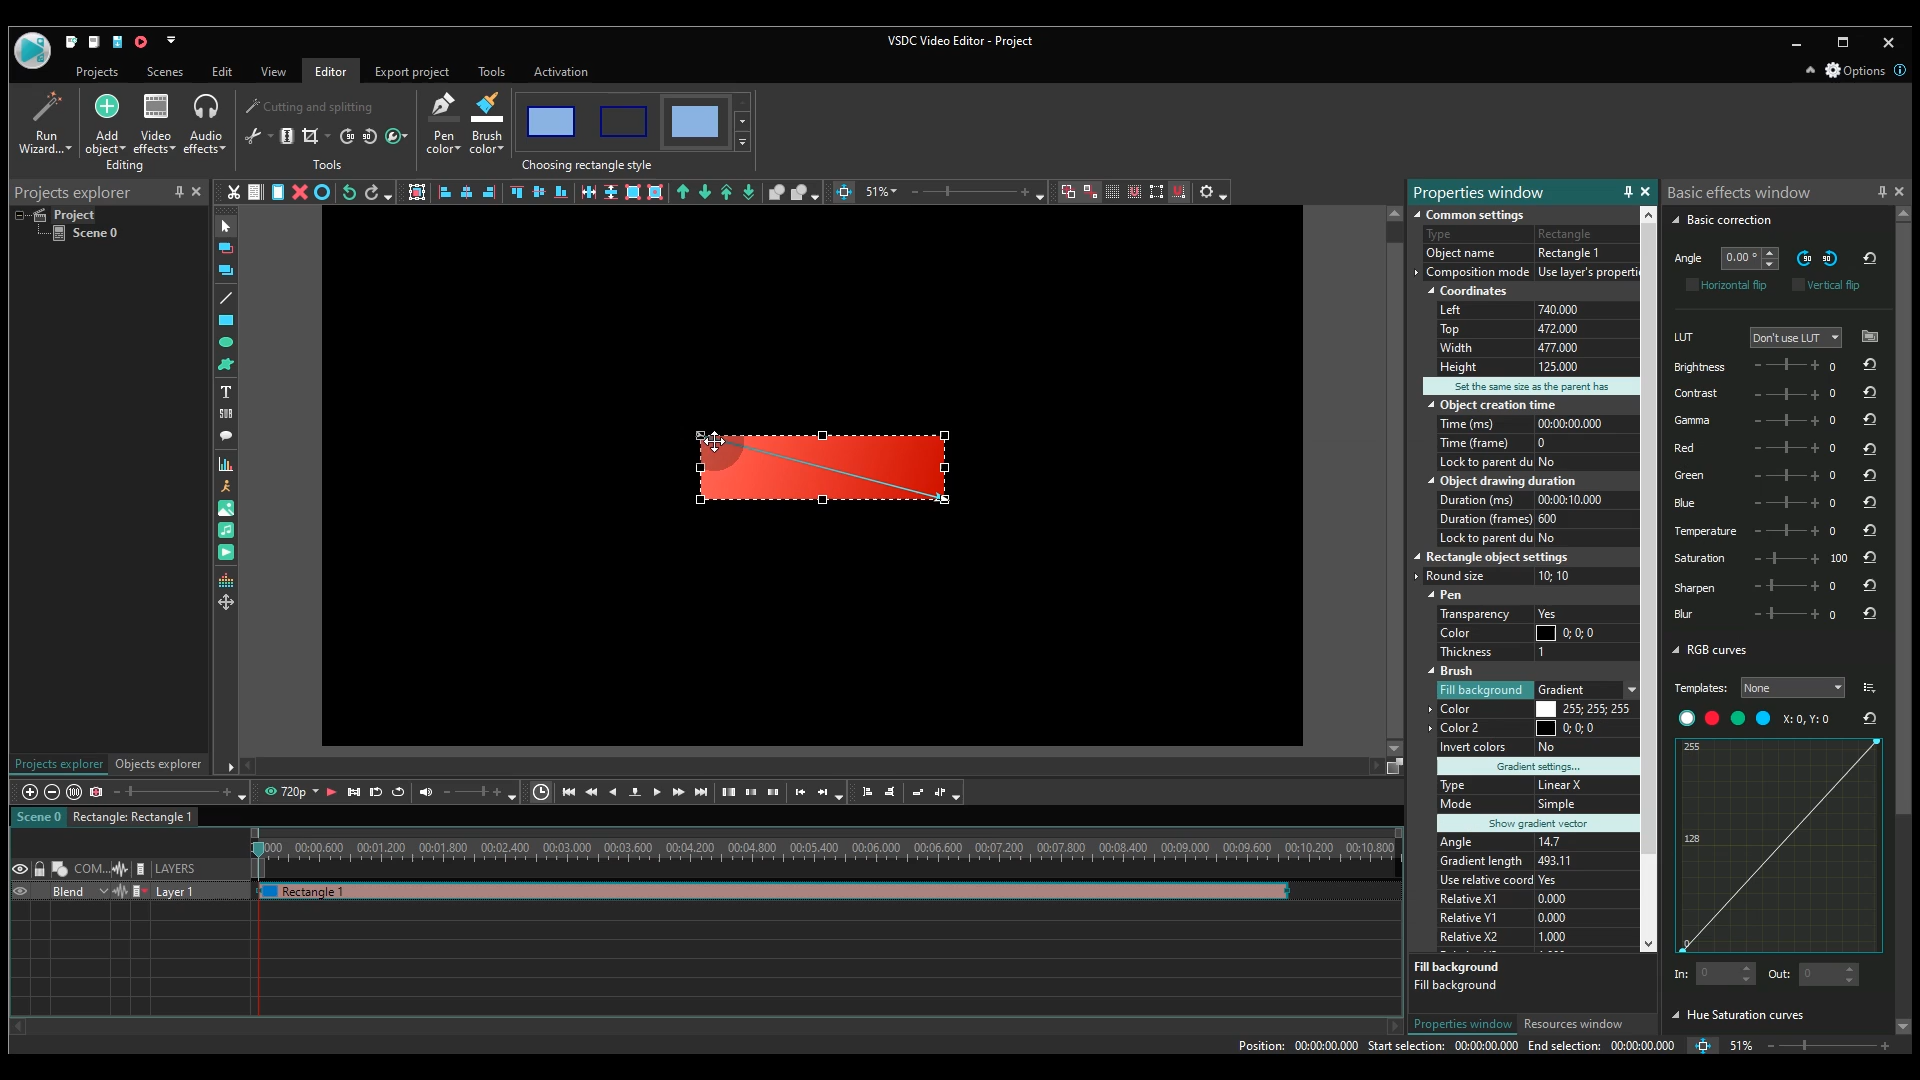 VSDC Video Editor - Project
Projects
Scenes
Edit
View
Editor
Export project
Tools
Activation
Options
Run
Wizard...
Add
object
Video
effects
Audio
effects
Editing
Cutting and splitting
Tools
Pen
color
Brush
color
Choosing rectangle style
Projects explorer
51%
Properties window
Basic effects window
Project
Scene 0
Common settings
Type Rectangle
Object name Rectangle 1
Composition mode Use layer's properti
Coordinates
Left 740.000
Top 472.000
Width 477.000
Height 125.000
Set the same size as the parent has
Object creation time
Time (ms) 00:00:00.000
Time (frame) 0
Lock to parent du No
Object drawing duration
Duration (ms) 00:00:10.000
Duration (frames) 600
Lock to parent du No
Rectangle object settings
Round size 10; 10
Pen
Transparency Yes
Color 0; 0; 0
Thickness 1
Brush
Fill background Gradient
Color 255; 255; 255
Color 2 0; 0; 0
Invert colors No
Gradient settings...
Type Linear X
Mode Simple
Show gradient vector
Angle 14.7
Gradient length 493.11
Use relative coord Yes
Relative X1 0.000
Relative Y1 0.000
Relative X2 1.000
Fill background
Fill background
Properties window
Resources window
Basic correction
Angle 0.00 °
90
90
Horizontal flip
Vertical flip
LUT Don't use LUT
Brightness 0
Contrast 0
Gamma 0
Red 0
Green 0
Blue 0
Temperature 0
Saturation 100
Sharpen 0
Blur 0
RGB curves
Templates: None
X: 0, Y: 0
255
128
0
In: 0
Out: 0
Hue Saturation curves
T
SUB
Projects explorer
Objects explorer
720p
Scene 0
Rectangle: Rectangle 1
000 00:00.600 00:01.200 00:01.800 00:02.400 00:03.000 00:03.600 00:04.200 00:04.800 00:05.400 00:06.000 00:06.600 00:07.200 00:07.800 00:08.400 00:09.000 00:09.600 00:10.200 00:10.800
COM...
LAYERS
Blend
Layer 1
Rectangle 1
Position: 00:00:00.000
Start selection: 00:00:00.000
End selection: 00:00:00.000
51%